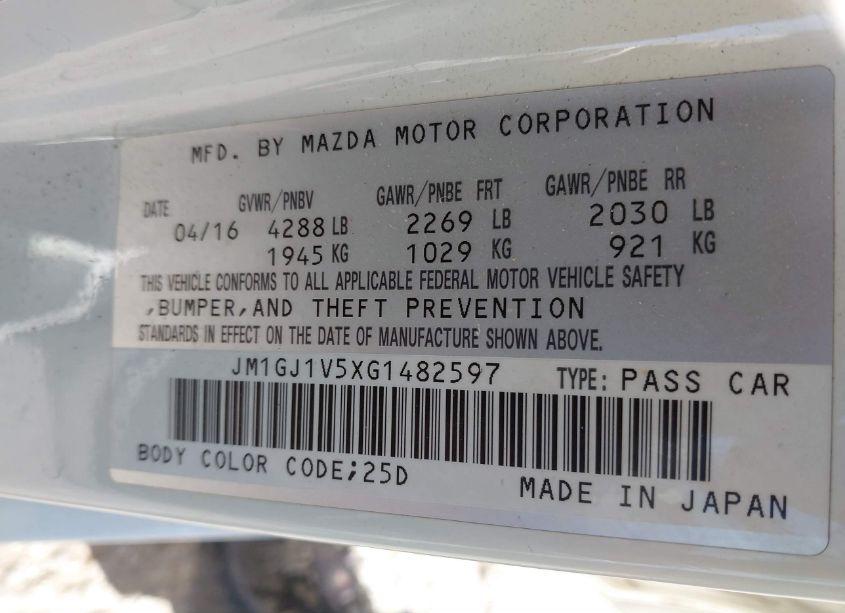 MFD. BY MAZDA MOTOR CORPORATION
DATE GVWR/PNBV GAWR/PNBE FRT GAWR/PNBE RR
04/16 4288 LB 2269 LB 2030 LB
1945 KG 1029 KG 921 KG
THIS VEHICLE CONFORMS TO ALL APPLICABLE FEDERAL MOTOR VEHICLE SAFETY
,BUMPER,AND THEFT PREVENTION
STANDARDS IN EFFECT ON THE DATE OF MANUFACTURE SHOWN ABOVE.
JM1GJ1V5XG1482597 TYPE: PASS CAR
BODY COLOR CODE;25D
MADE IN JAPAN